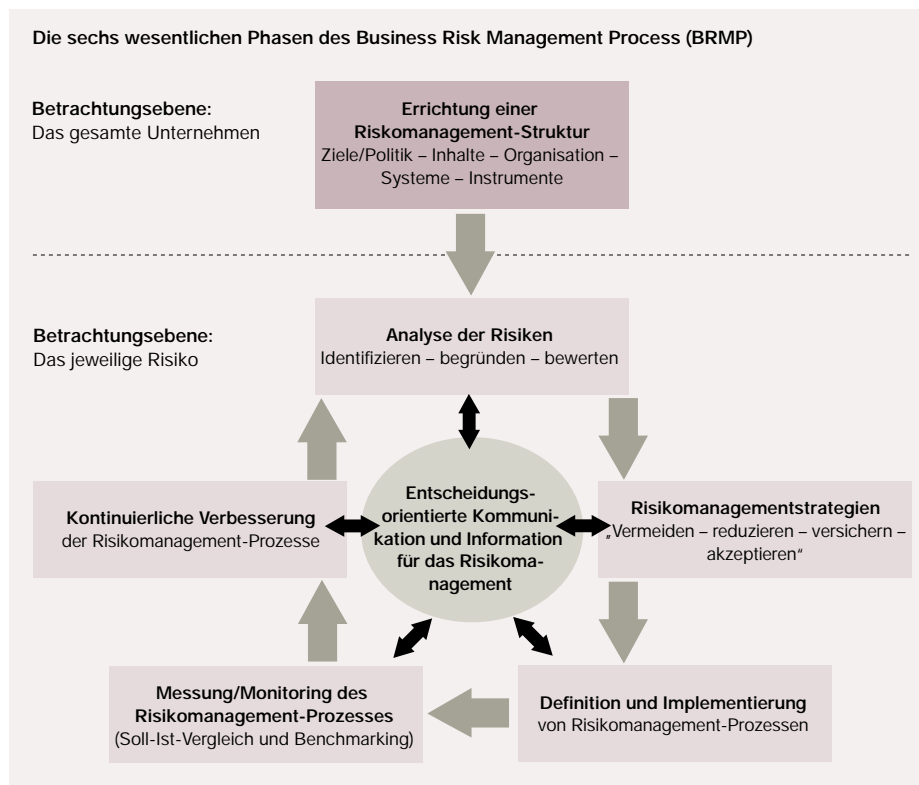 Die sechs wesentlichen Phasen des Business Risk Management Process (BRMP)
Betrachtungsebene:
Das gesamte Unternehmen
Errichtung einer
Riskomanagement-Struktur
Ziele/Politik – Inhalte – Organisation –
Systeme – Instrumente
Betrachtungsebene:
Das jeweilige Risiko
Analyse der Risiken
Identifizieren – begründen – bewerten
Kontinuierliche Verbesserung
der Risikomanagement-Prozesse
Entscheidungs-
orientierte Kommuni-
kation und Information
für das Risikoma-
nagement
Risikomanagementstrategien
„Vermeiden – reduzieren – versichern –
akzeptieren“
Messung/Monitoring des
Risikomanagement-Prozesses
(Soll-Ist-Vergleich und Benchmarking)
Definition und Implementierung
von Risikomanagement-Prozessen